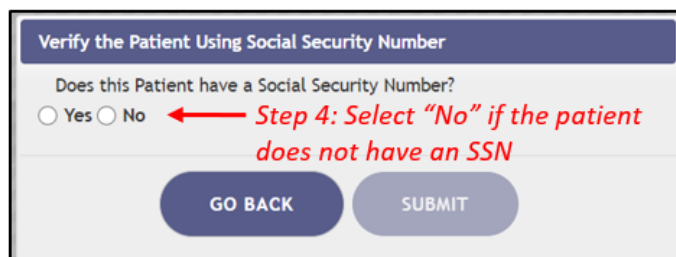 Verify the Patient Using Social Security Number
Does this Patient have a Social Security Number?
Yes No
Step 4: Select “No” if the patient
does not have an SSN
GO BACK
SUBMIT